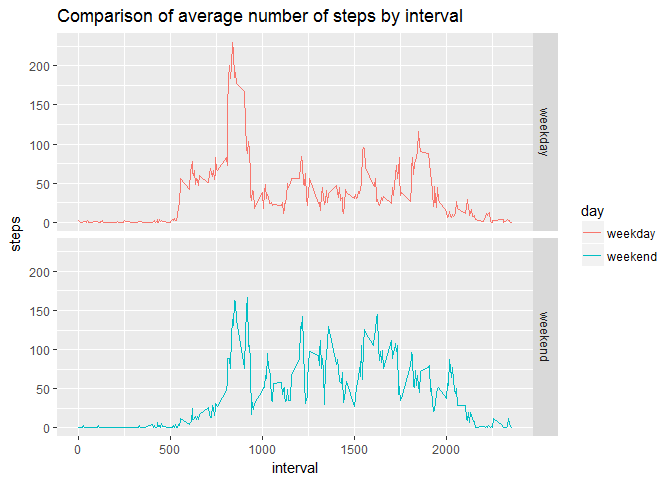 Comparison of average number of steps by interval
steps
200
150
100
50
0
weekday
200
150
100
50
0
weekend
0
500
1000
1500
2000
interval
day
weekday
weekend